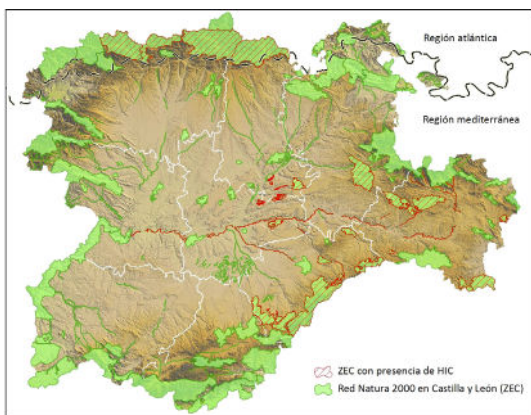 Región atlántica
Región mediterránea
ZEC con presencia de HIC
Red Natura 2000 en Castilla y León (ZEC)